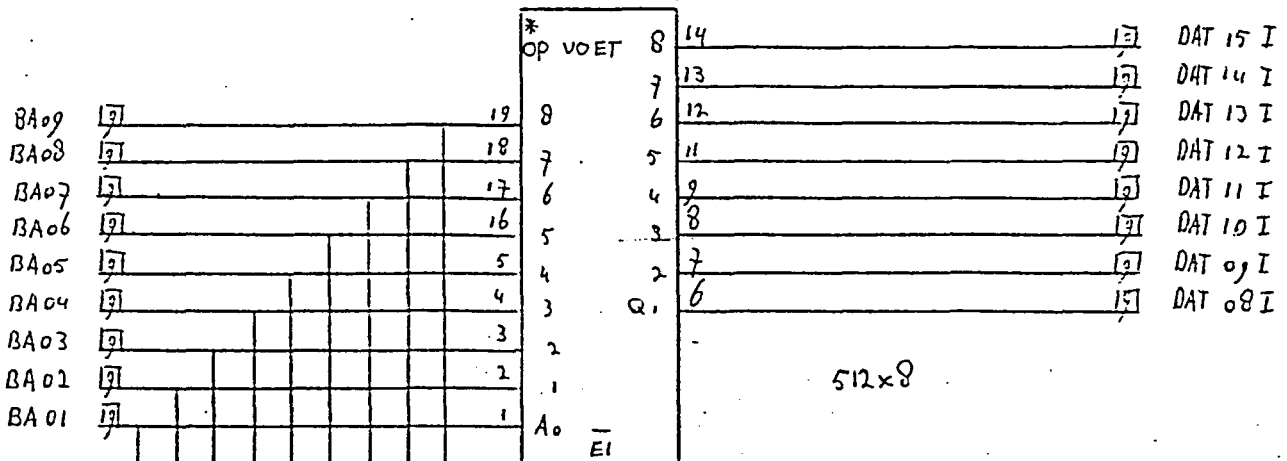 *
OP VOET 8 14 DAT 15 I
7 13 DAT 14 I
BA09 19 8 6 12 DAT 13 I
BA08 18 7 5 11 DAT 12 I
BA07 17 6 4 9 DAT 11 I
BA06 16 5 3 8 DAT 10 I
BA05 5 4 2 7 DAT 09 I
BA04 4 3 Q1 6 DAT 08 I
BA03 3 2
BA02 2 1 512x8
BA01 1 A0
E1